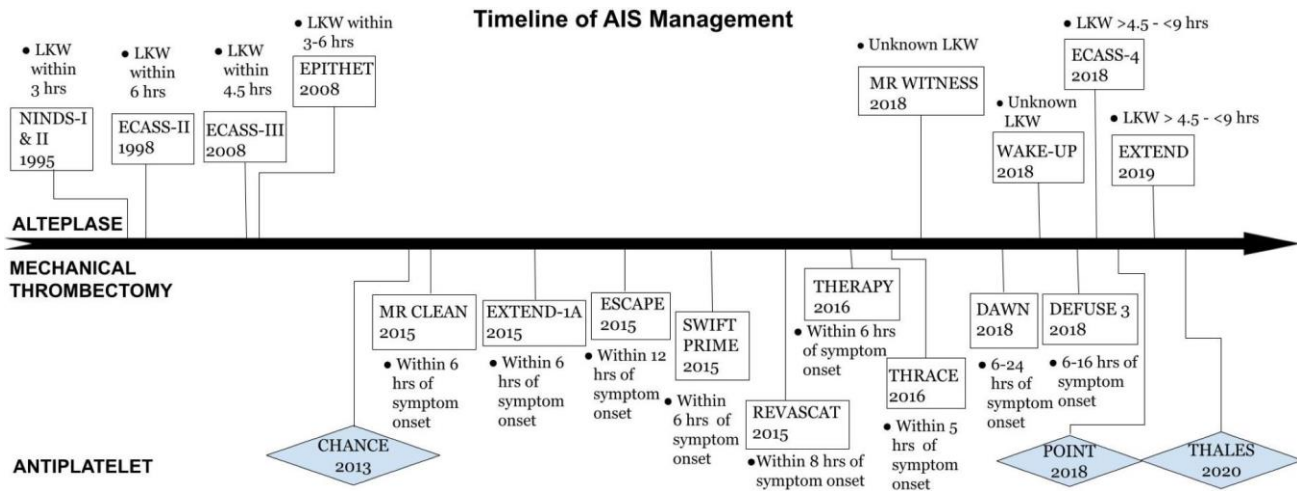 Timeline of AIS Management
● LKW
within
3 hrs
NINDS-I
& II
1995
● LKW
within
6 hrs
ECASS-II
1998
● LKW
within
4.5 hrs
ECASS-III
2008
● LKW within
3-6 hrs
EPITHET
2008
● Unknown LKW
MR WITNESS
2018
● Unknown
LKW
WAKE-UP
2018
● LKW >4.5 - <9 hrs
ECASS-4
2018
● LKW > 4.5 - <9 hrs
EXTEND
2019
ALTEPLASE
MECHANICAL
THROMBECTOMY
MR CLEAN
2015
● Within 6
hrs of
symptom
onset
EXTEND-1A
2015
● Within 6
hrs of
symptom
onset
ESCAPE
2015
● Within 12
hrs of
symptom
onset
SWIFT
PRIME
2015
● Within
6 hrs of
symptom
onset
REVASCAT
2015
● Within 8 hrs of
symptom onset
THERAPY
2016
● Within 6 hrs
of symptom
onset
THRACE
2016
● Within 5
hrs of
symptom
onset
DAWN
2018
● 6-24
hrs of
symptom
onset
DEFUSE 3
2018
● 6-16 hrs of
symptom
onset
ANTIPLATELET
CHANCE
2013
POINT
2018
THALES
2020